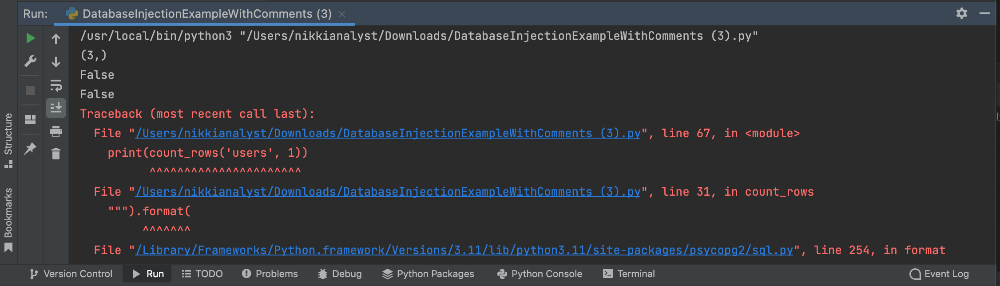 Run: DatabaseInjectionExampleWithComments (3)
/usr/local/bin/python3 "/Users/nikkianalyst/Downloads/DatabaseInjectionExampleWithComments (3).py"
(3,)
False
False
Traceback (most recent call last):
  File "/Users/nikkianalyst/Downloads/DatabaseInjectionExampleWithComments (3).py", line 67, in <module>
    print(count_rows('users', 1))
          ^^^^^^^^^^^^^^^^^^^^^^
  File "/Users/nikkianalyst/Downloads/DatabaseInjectionExampleWithComments (3).py", line 31, in count_rows
    """).format(
         ^^^^^^^
  File "/Library/Frameworks/Python.framework/Versions/3.11/lib/python3.11/site-packages/psycopg2/sql.py", line 254, in format
Structure
Bookmarks
Version Control Run TODO Problems Debug Python Packages Python Console Terminal Event Log